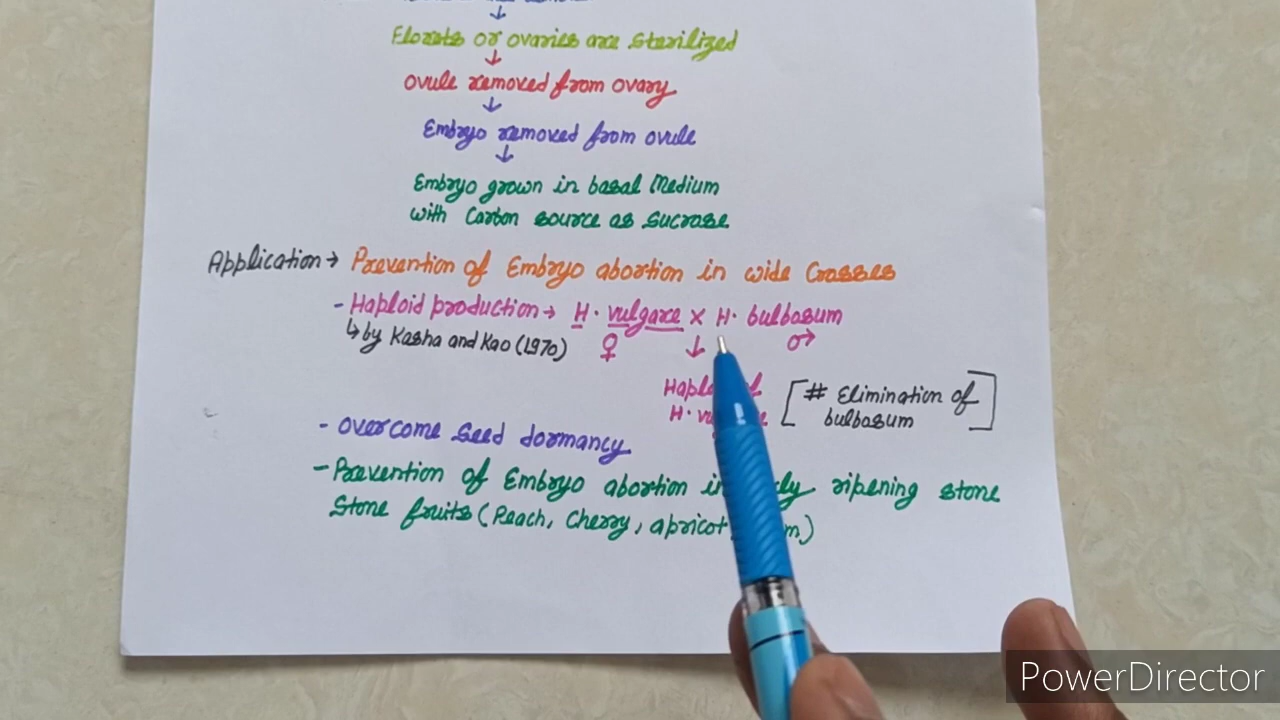 ↓
Florets or ovaries are sterilized
↓
Ovule removed from ovary
↓
Embryo removed from ovule
↓
Embryo grown in basal Medium
with Carbon source as sucrose
Application → Prevention of Embryo abortion in wide Crosses
- Haploid production → H. vulgare x H. bulbosum
↳ by Kasha and Kao (1970) ♀ ↓ ♂
[# Elimination of
bulbosum]
H.
- Overcome Seed dormancy
- Prevention of Embryo abortion in ripening stone
Stone fruits (Peach, Cherry, apricot,
PowerDirector